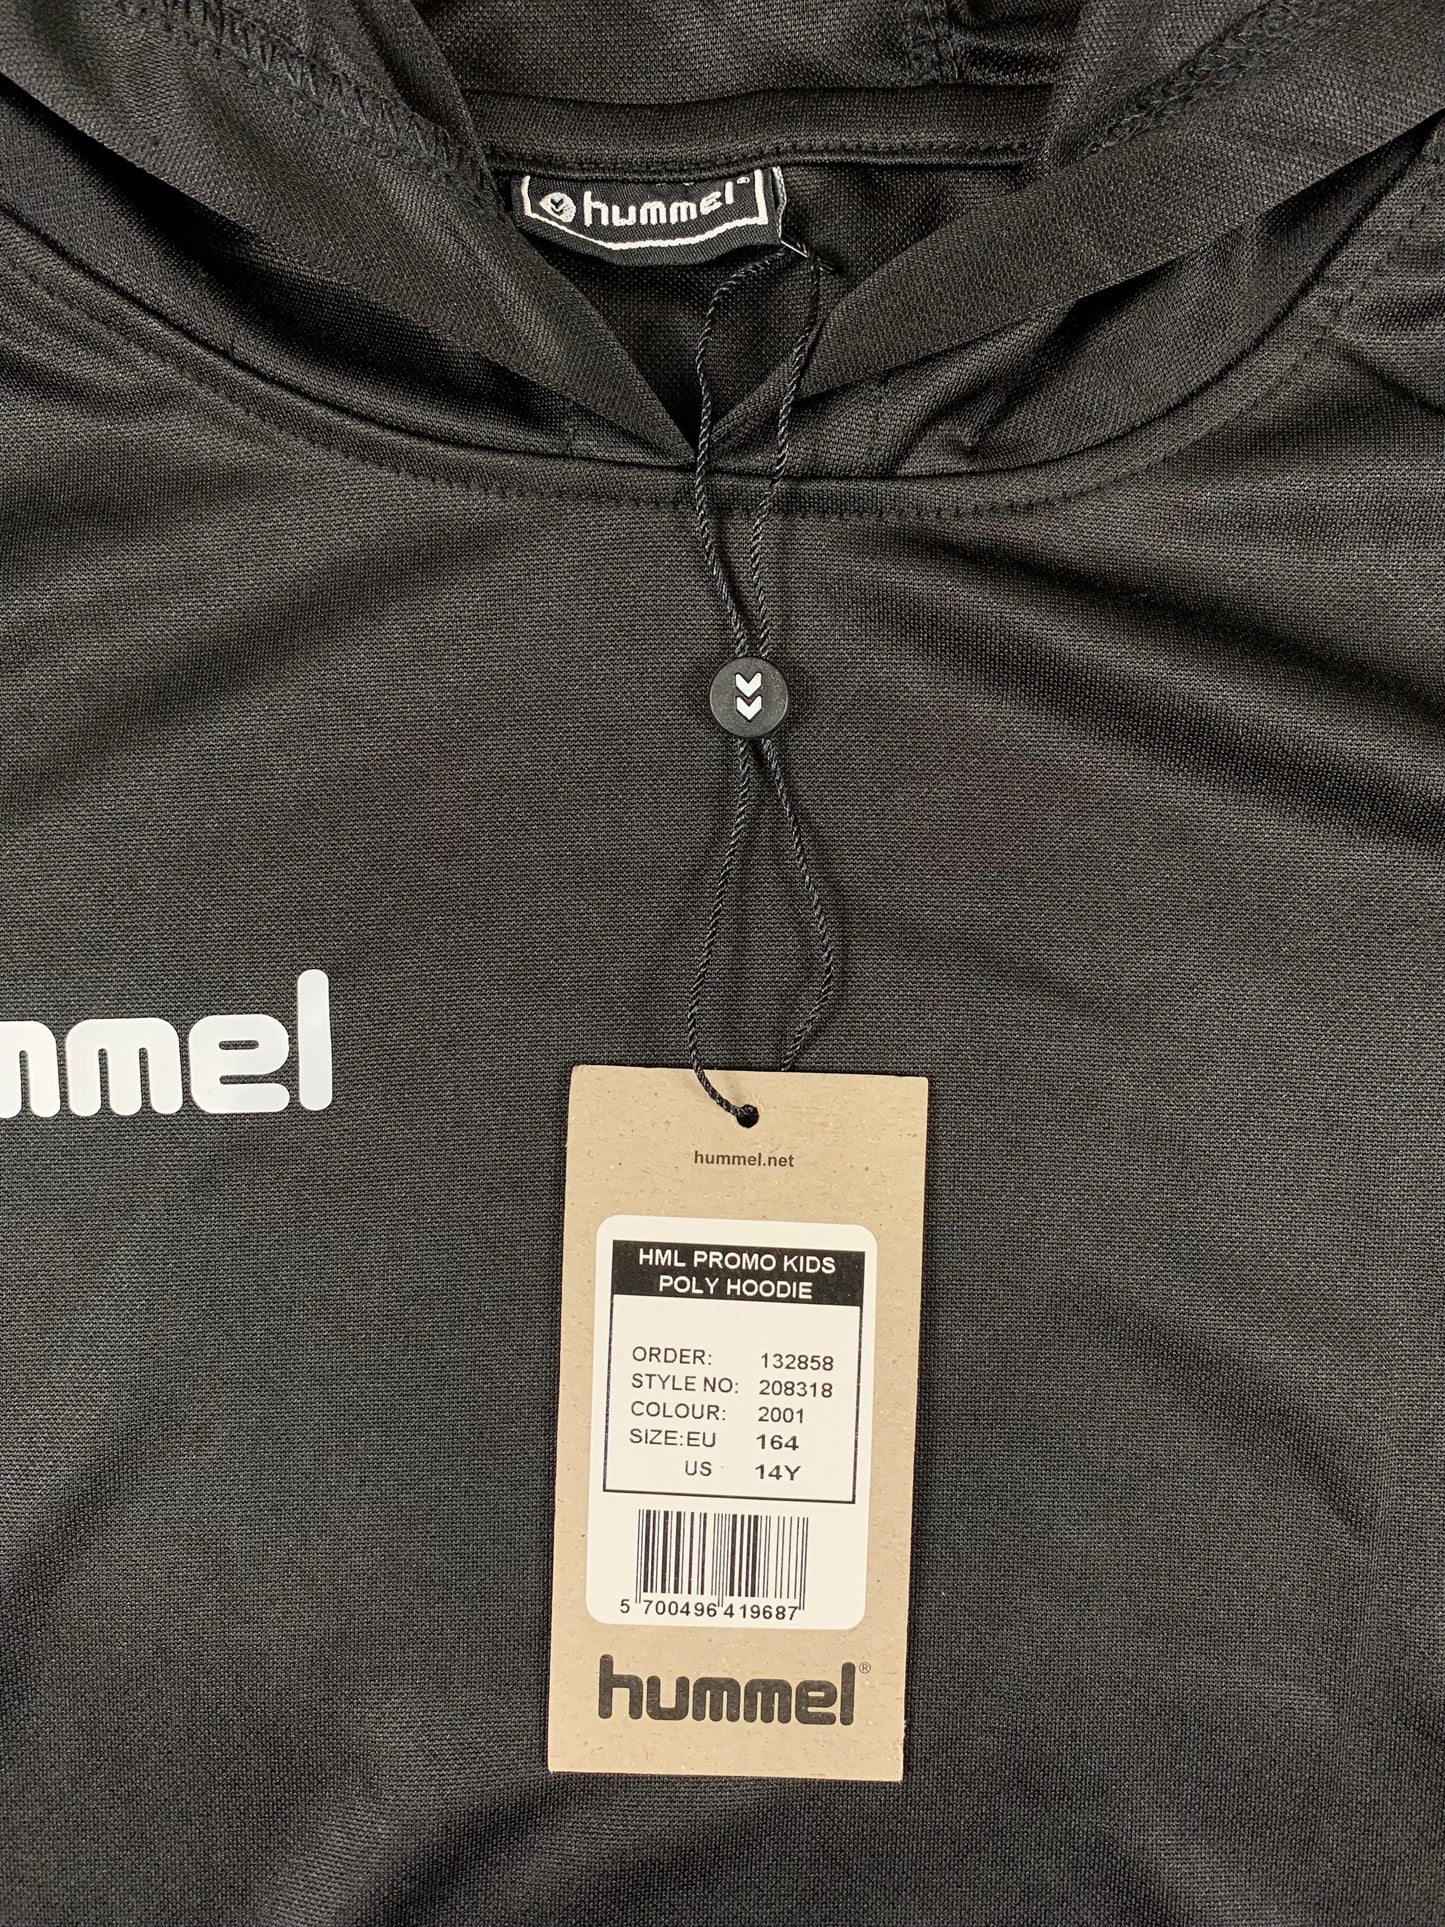 hummel®
mmel
hummel.net
HML PROMO KIDS
POLY HOODIE
ORDER: 132858
STYLE NO: 208318
COLOUR: 2001
SIZE:EU 164
US 14Y
5 700496 419687
hummel®